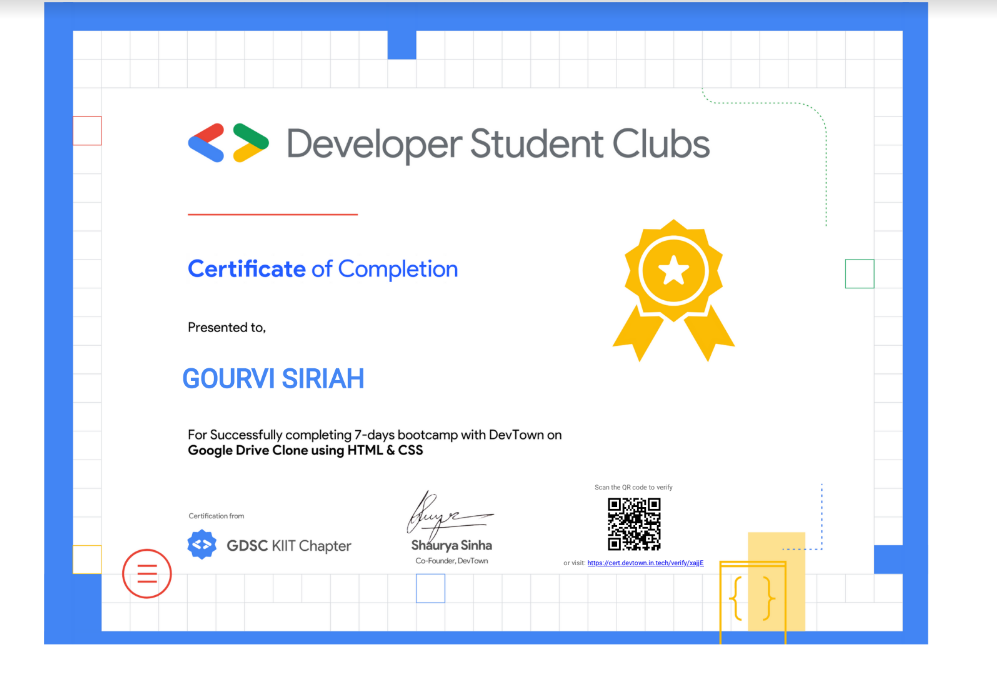 Developer Student Clubs
Certificate of Completion
Presented to,
GOURVI SIRIAH
For Successfully completing 7-days bootcamp with DevTown on
Google Drive Clone using HTML & CSS
Certification from
GDSC KIIT Chapter
Shaurya Sinha
Co-Founder, DevTown
Scan the QR code to verify
or visit: https://cert.devtown.in.tech/verify/xajjE
{ }